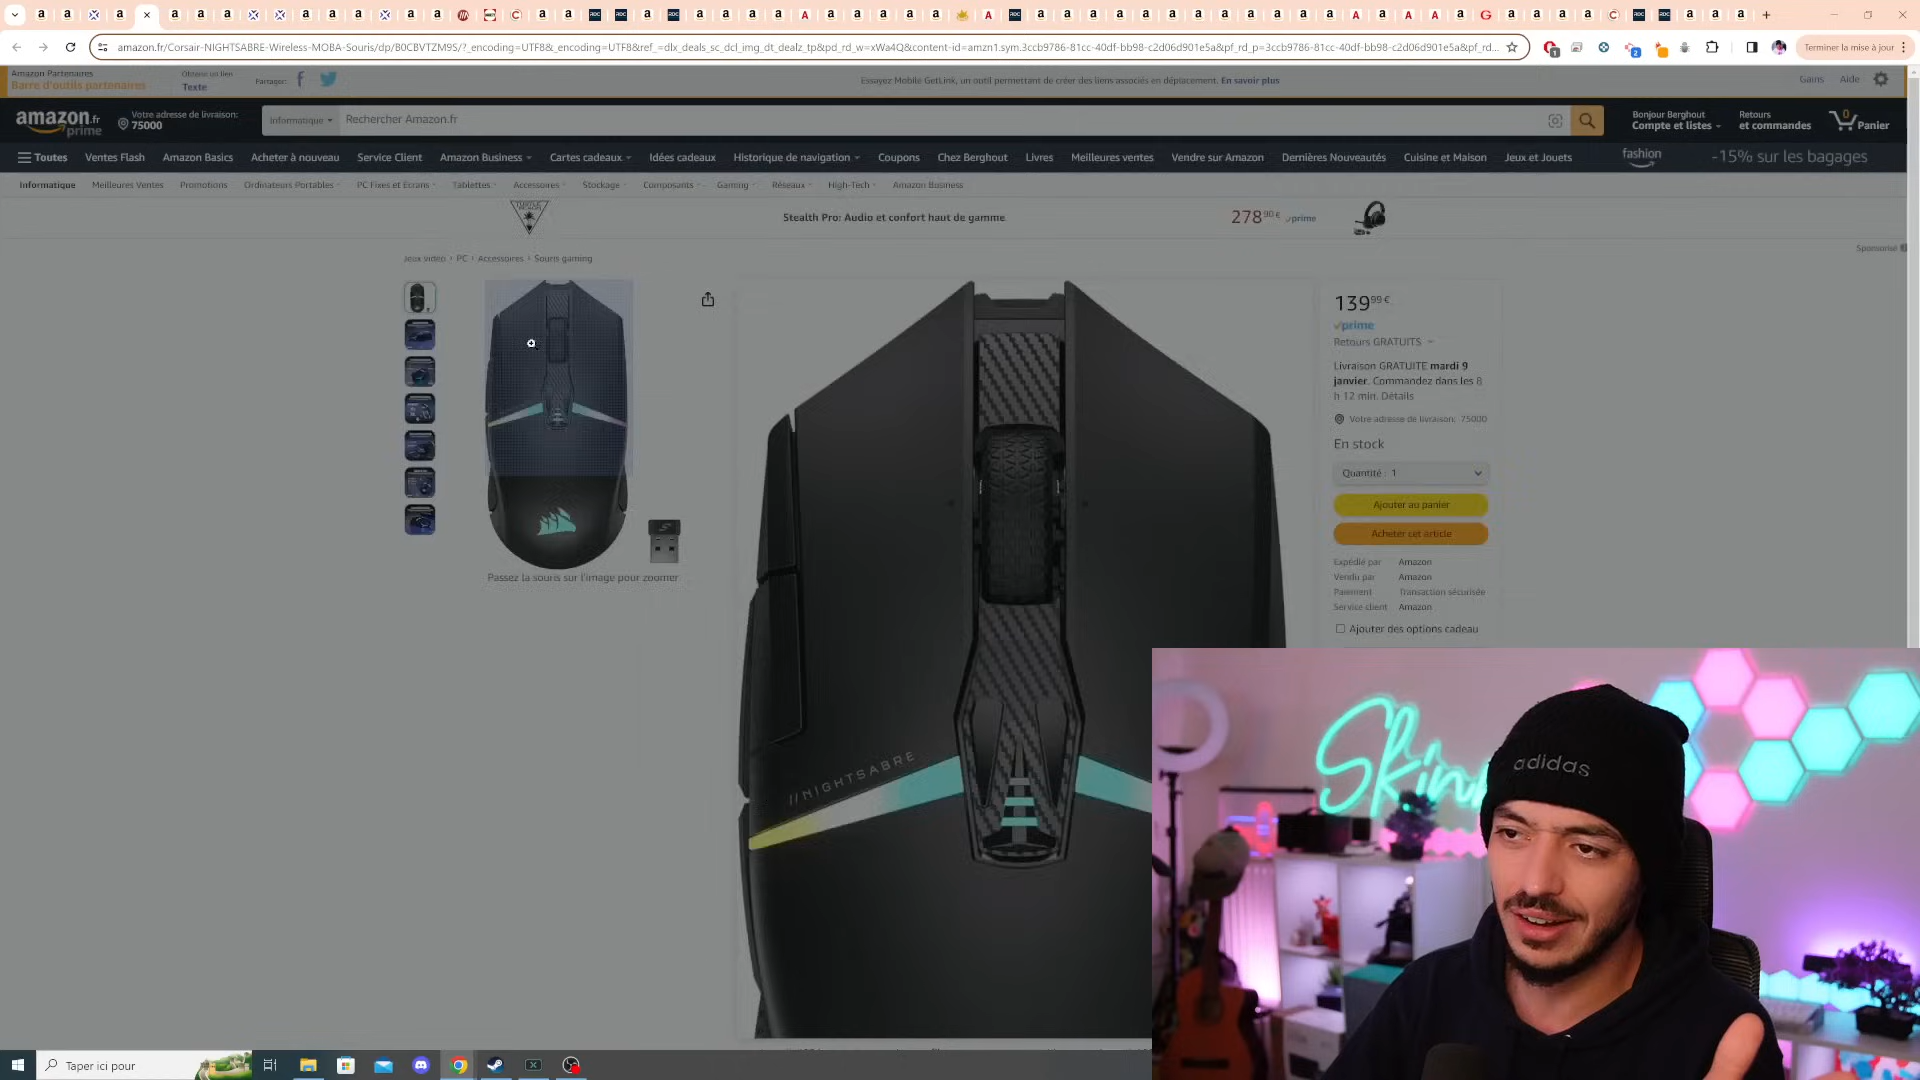 amazon.fr/Corsair-NIGHTSABRE-Wireless-MOBA-Souris/dp/B0CBVTZM9S/?_encoding=UTF8&_encoding=UTF8&ref_=dlx_deals_sc_dcl_img_dt_dealz_tp&pd_rd_w=xWa4Q&content-id=amzn1.sym.3ccb9786-81cc-40df-bb98-c2d06d901e5a&pf_rd_p=3ccb9786-81cc-40df-bb98-c2d06d901e5a&pf_rd...
Terminer la mise à jour
Amazon Partenaires
Barre d'outils partenaires
Obtenir un lien
Texte
Partager:
Essayez Mobile GetLink, un outil permettant de créer des liens associés en déplacement. En savoir plus
Gains
Aide
amazon.fr
prime
Votre adresse de livraison:
75000
Informatique
Rechercher Amazon.fr
Bonjour Berghout
Compte et listes
Retours
et commandes
0
Panier
Toutes Ventes Flash Amazon Basics Acheter à nouveau Service Client Amazon Business Cartes cadeaux Idées cadeaux Historique de navigation Coupons Chez Berghout Livres Meilleures ventes Vendre sur Amazon Dernières Nouveautés Cuisine et Maison Jeux et Jouets
fashion
-15% sur les bagages
Informatique Meilleures Ventes Promotions Ordinateurs Portables PC Fixes et Écrans Tablettes Accessoires Stockage Composants Gaming Réseaux High-Tech Amazon Business
Stealth Pro: Audio et confort haut de gamme
278,90 €
prime
Sponsorisé
Jeux vidéo › PC › Accessoires › Souris gaming
Passez la souris sur l'image pour zoomer
//NIGHTSABRE
139,99 €
prime
Retours GRATUITS
Livraison GRATUITE mardi 9
janvier. Commandez dans les 8
h 12 min. Détails
Votre adresse de livraison: 75000
En stock
Quantité : 1
Ajouter au panier
Acheter cet article
Expédié par Amazon
Vendu par Amazon
Paiement Transaction sécurisée
Service client Amazon
Ajouter des options cadeau
adidas
Taper ici pour